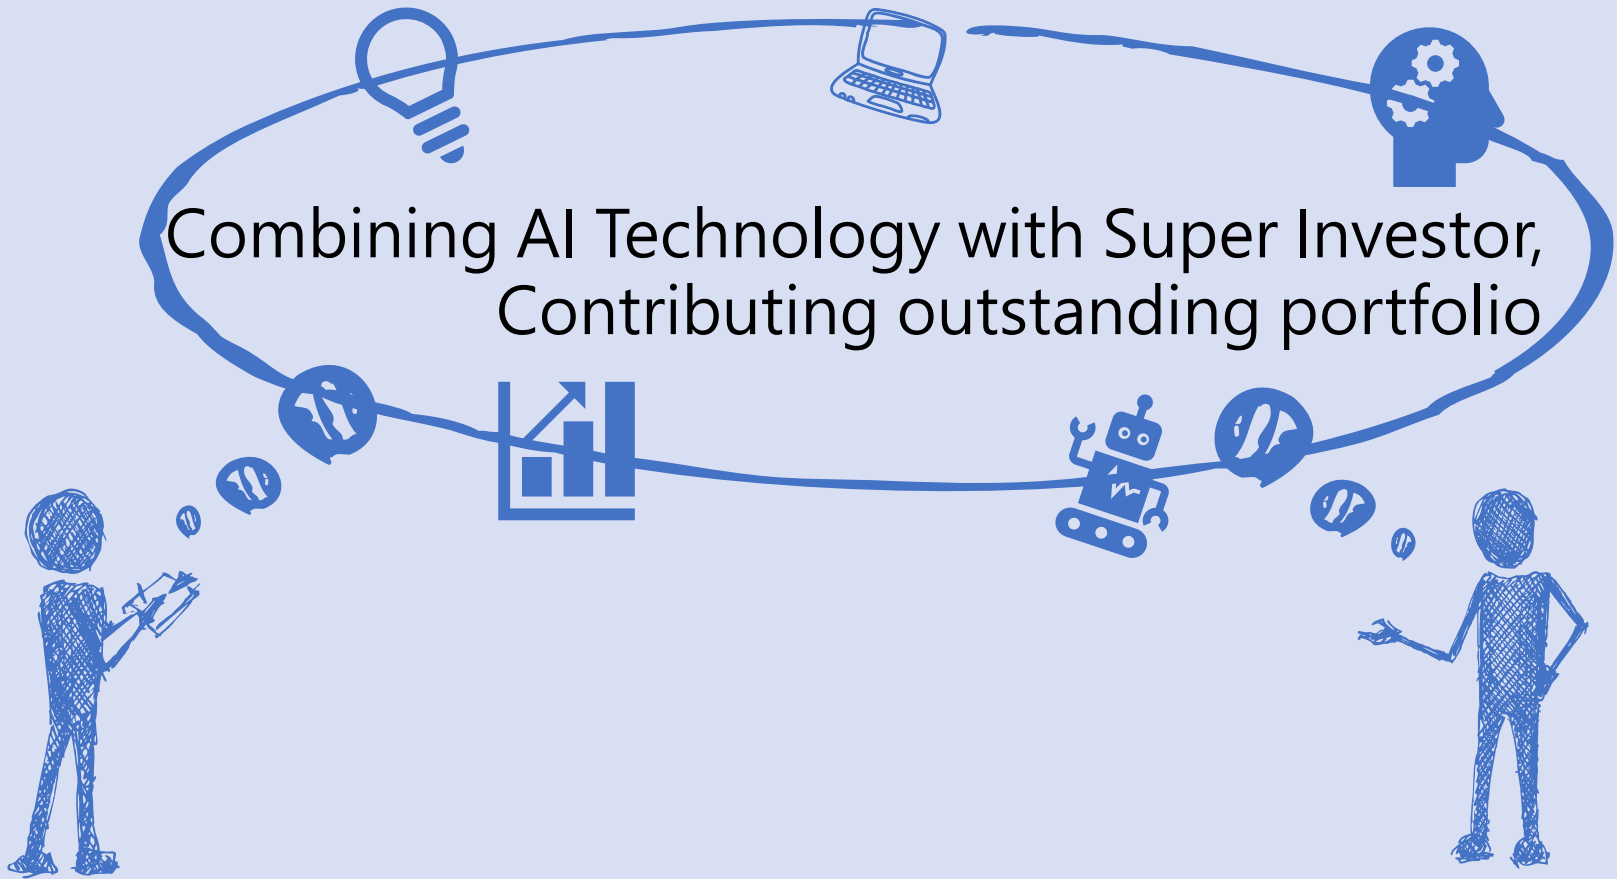 Combining AI Technology with Super Investor,
Contributing outstanding portfolio